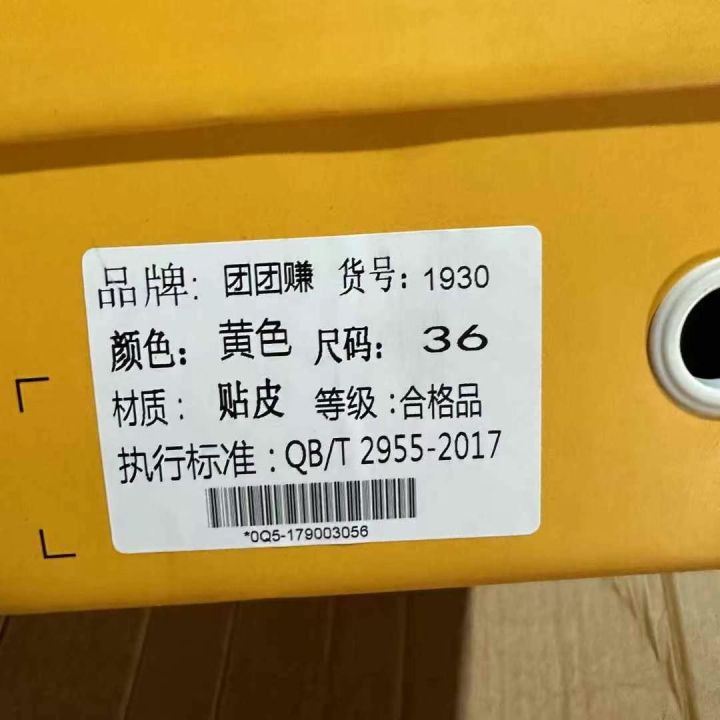 品牌: 团团赚 货号: 1930
颜色: 黄色 尺码: 36
材质: 贴皮 等级:合格品
执行标准:QB/T 2955-2017
*0Q5-179003056